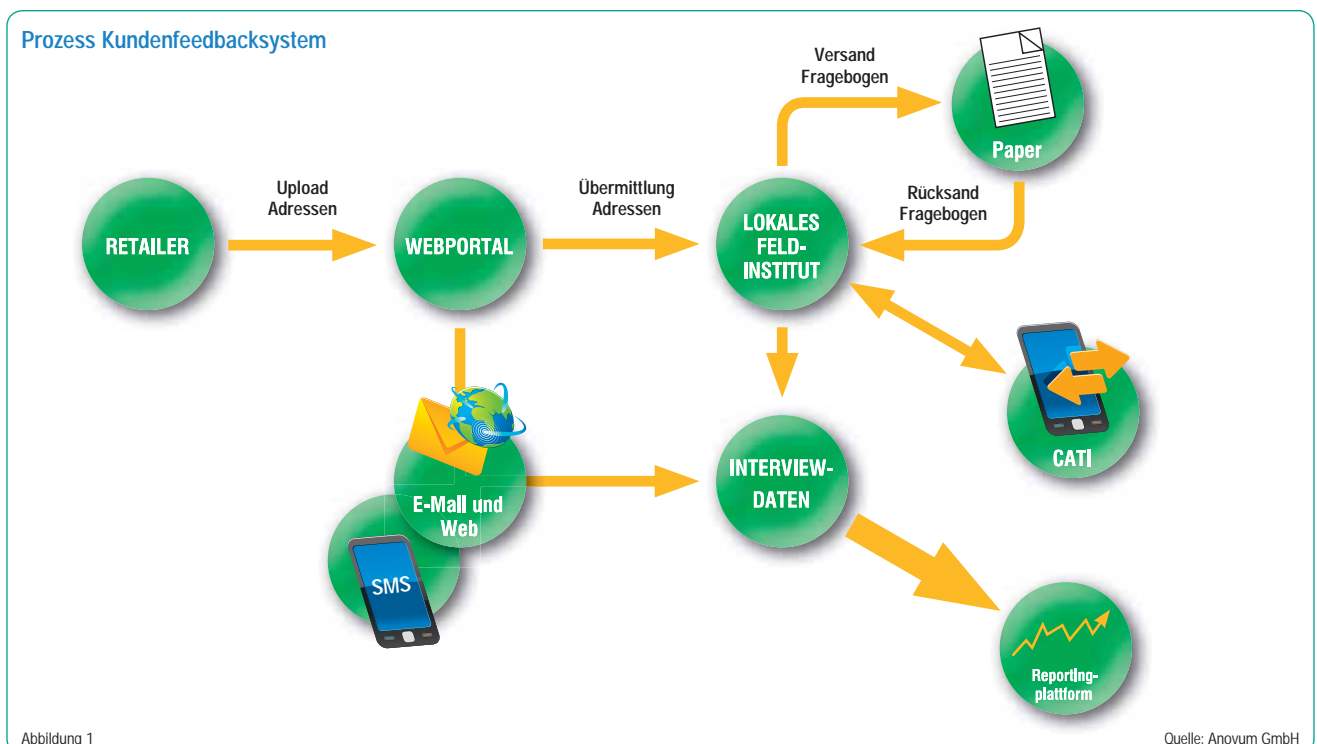 Prozess Kundenfeedbacksystem
Versand
Fragebogen
Paper
Upload
Adressen
Übermittlung
Adressen
Rücksand
Fragebogen
RETAILER
WEBPORTAL
LOKALES
FELD-
INSTITUT
CATI
E-Mail und
Web
INTERVIEW-
DATEN
SMS
Reporting-
plattform
Abbildung 1
Quelle: Anovum GmbH